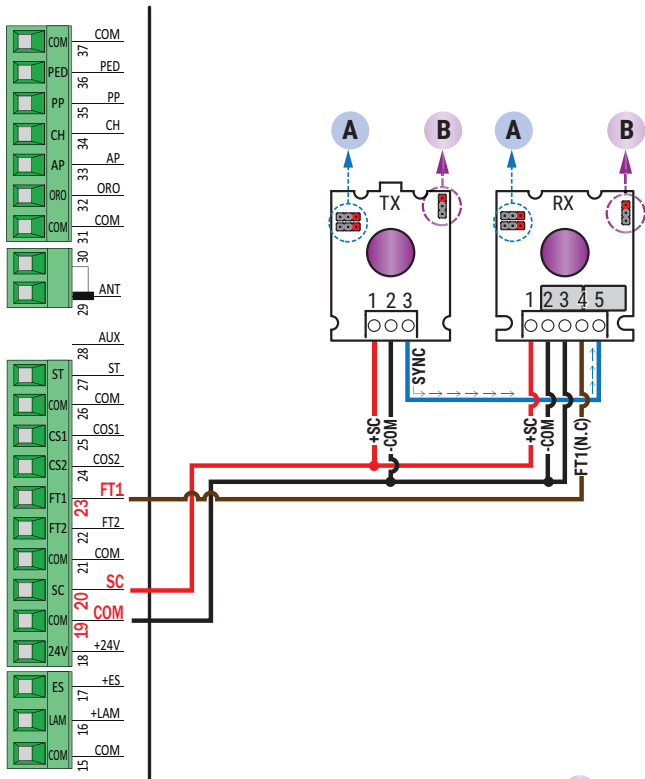 COM 37 COM
PED 36 PED
PP 35 PP
CH 34 CH
AP 33 AP
ORO 32 ORO
COM 31 COM
30
29 ANT
28 AUX
ST 27 ST
COM 26 COM
CS1 25 COS1
CS2 24 COS2
FT1 23 FT1
FT2 22 FT2
COM 21 COM
SC 20 SC
COM 19 COM
24V 18 +24V
ES 17 +ES
LAM 16 +LAM
COM 15 COM
A B A B
TX RX
1 2 3 1 2 3 4 5
SYNC
+SC -COM +SC -COM FT1(N.C)